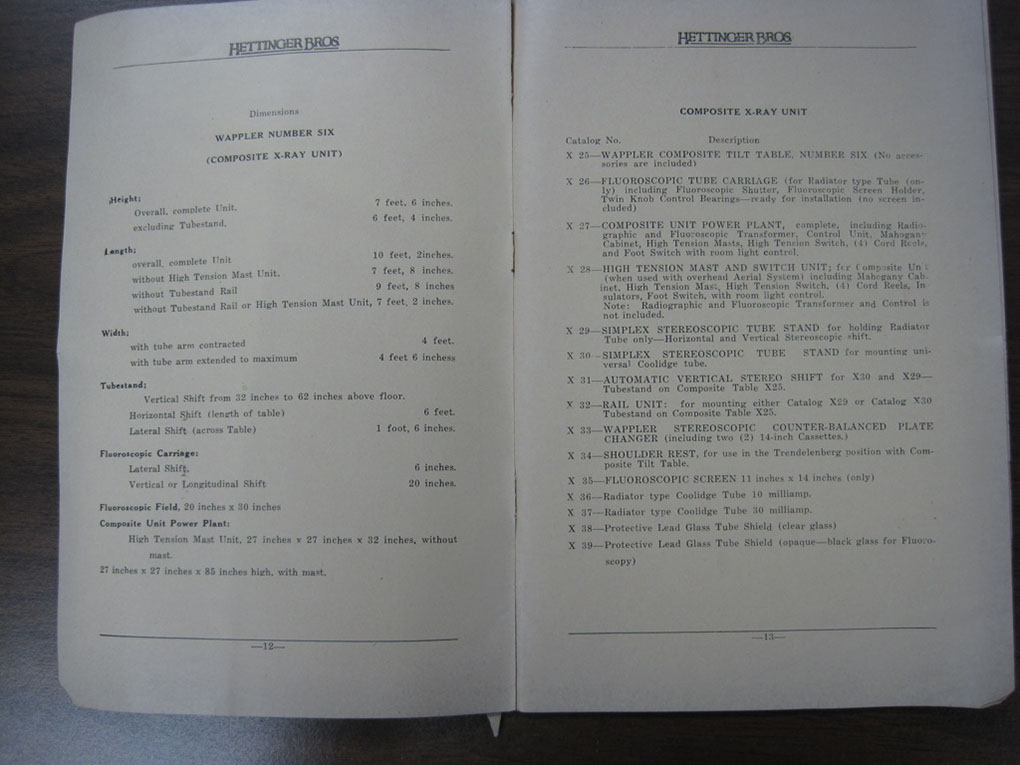 HETTINGER BROS.
Dimensions
WAPPLER NUMBER SIX
(COMPOSITE X-RAY UNIT)
Height;
Overall, complete Unit. 7 feet, 6 inches.
excluding Tubestand. 6 feet, 4 inches.
Length;
overall, complete Unit 10 feet, 2inches.
without High Tension Mast Unit. 7 feet, 8 inches.
without Tubestand Rail 9 feet, 8 inches
without Tubestand Rail or High Tension Mast Unit, 7 feet, 2 inches.
Width;
with tube arm contracted 4 feet.
with tube arm extended to maximum 4 feet 6 inchess
Tubestand;
Vertical Shift from 32 inches to 62 inches above floor.
Horizontal Shift (length of table) 6 feet.
Lateral Shift (across Table) 1 foot, 6 inches.
Fluoroscopic Carriage:
Lateral Shift, 6 inches.
Vertical or Longitudinal Shift 20 inches.
Fluoroscopic Field, 20 inches x 30 inches
Composite Unit Power Plant:
High Tension Mast Unit, 27 inches x 27 inches x 32 inches, without
mast.
27 inches x 27 inches x 85 inches high, with mast.
—12—
HETTINGER BROS.
COMPOSITE X-RAY UNIT
Catalog No. Description
X 25—WAPPLER COMPOSITE TILT TABLE, NUMBER SIX (No acces-
sories are included)
X 26—FLUOROSCOPIC TUBE CARRIAGE (for Radiator type Tube (on-
ly) including Fluoroscopic Shutter, Fluoroscopic Screen Holder,
Twin Knob Control Bearings—ready for installation (no screen in-
cluded)
X 27—COMPOSITE UNIT POWER PLANT, complete, including Radio-
graphic and Fluoroscopic Transformer, Control Unit, Mahogany
Cabinet, High Tension Masts, High Tension Switch, (4) Cord Reels,
and Foot Switch with room light control.
X 28—HIGH TENSION MAST AND SWITCH UNIT; for Composite Unit
(when used with overhead Aerial System) including Mahogany Cab-
inet, High Tension Mast, High Tension Switch, (4) Cord Reels, In
sulators, Foot Switch, with room light control.
Note: Radiographic and Fluoroscopic Transformer and Control is
not included.
X 29—SIMPLEX STEREOSCOPIC TUBE STAND for holding Radiator
Tube only—Horizontal and Vertical Stereoscopic shift.
X 30—SIMPLEX STEREOSCOPIC TUBE STAND for mounting uni-
versal Coolidge tube.
X 31—AUTOMATIC VERTICAL STEREO SHIFT for X30 and X29—
Tubestand on Composite Table X25.
X 32—RAIL UNIT: for mounting either Catalog X29 or Catalog X30
Tubestand on Composite Table X25.
X 33—WAPPLER STEREOSCOPIC COUNTER-BALANCED PLATE
CHANGER (including two (2) 14-inch Cassettes.)
X 34—SHOULDER REST, for use in the Trendelenberg position with Com-
posite Tilt Table.
X 35—FLUOROSCOPIC SCREEN 11 inches x 14 inches (only)
X 36—Radiator type Coolidge Tube 10 milliamp.
X 37—Radiator type Coolidge Tube 30 milliamp.
X 38—Protective Lead Glass Tube Shield (clear glass)
X 39—Protective Lead Glass Tube Shield (opaque—black glass for Fluoro-
scopy)
—13—